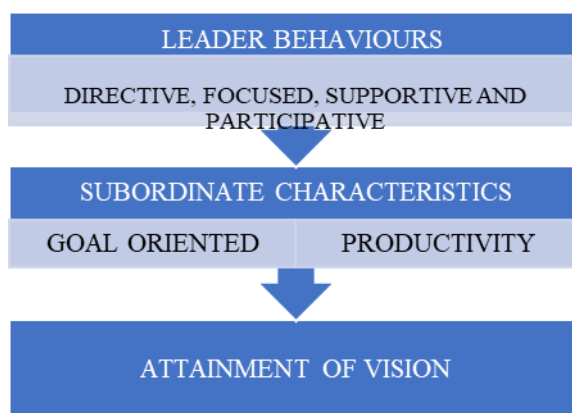 LEADER BEHAVIOURS
DIRECTIVE, FOCUSED, SUPPORTIVE AND
PARTICIPATIVE
SUBORDINATE CHARACTERISTICS
GOAL ORIENTED
PRODUCTIVITY
ATTAINMENT OF VISION